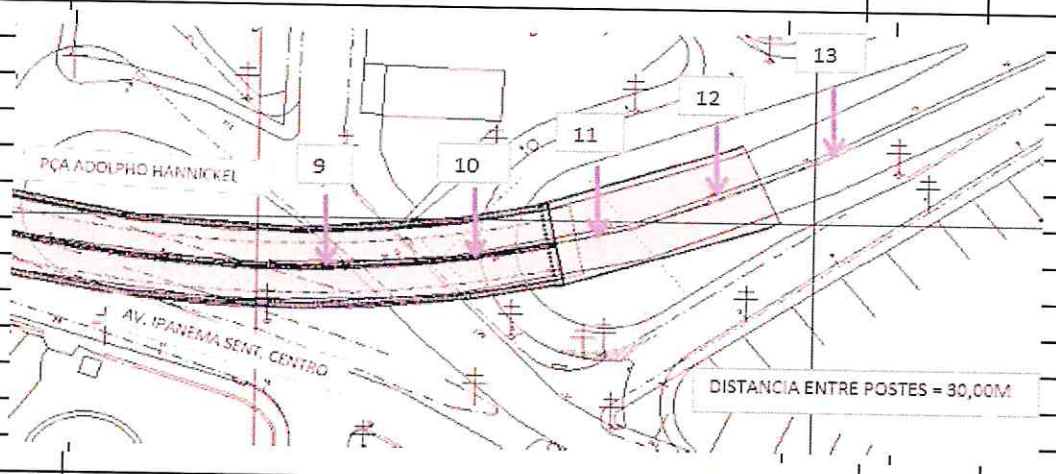 13
12
11
PÇA ADOLPHO HANNICKEL
9
10
AV. IPANEMA SENT. CENTRO
DISTANCIA ENTRE POSTES = 30,00M